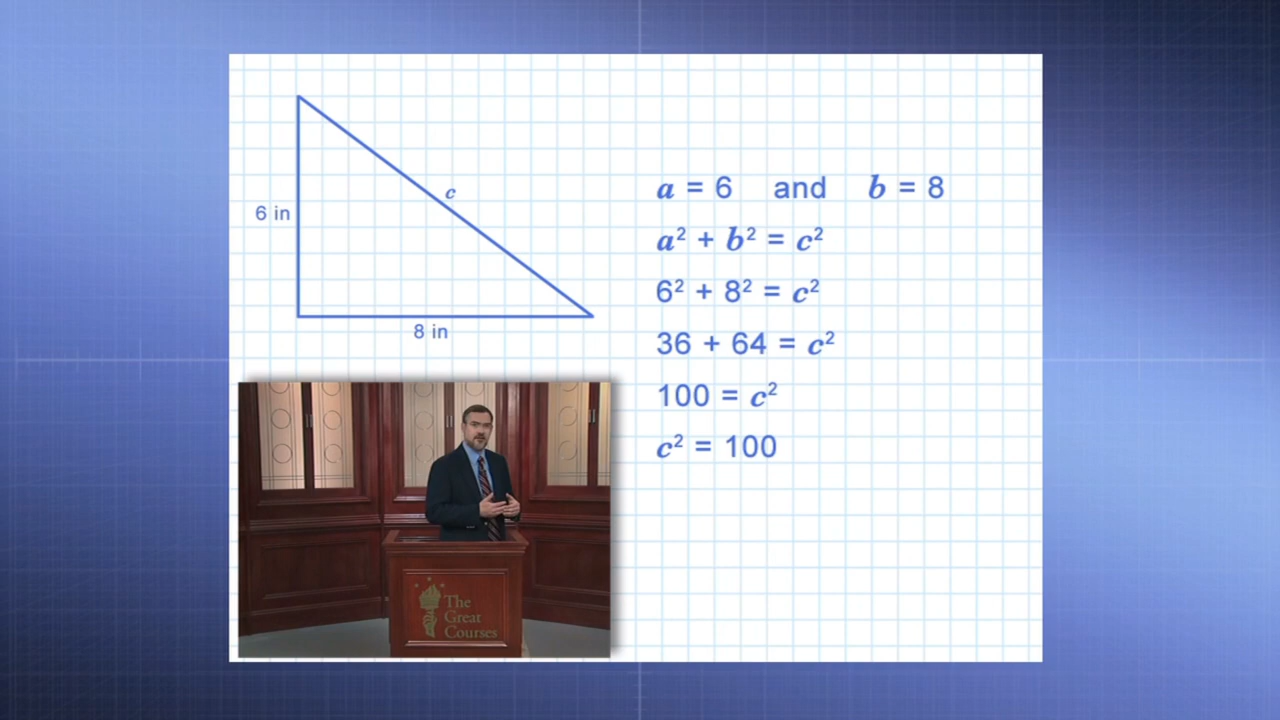 c
6 in
8 in
a = 6 and b = 8
a² + b² = c²
6² + 8² = c²
36 + 64 = c²
100 = c²
c² = 100
The
Great
Courses